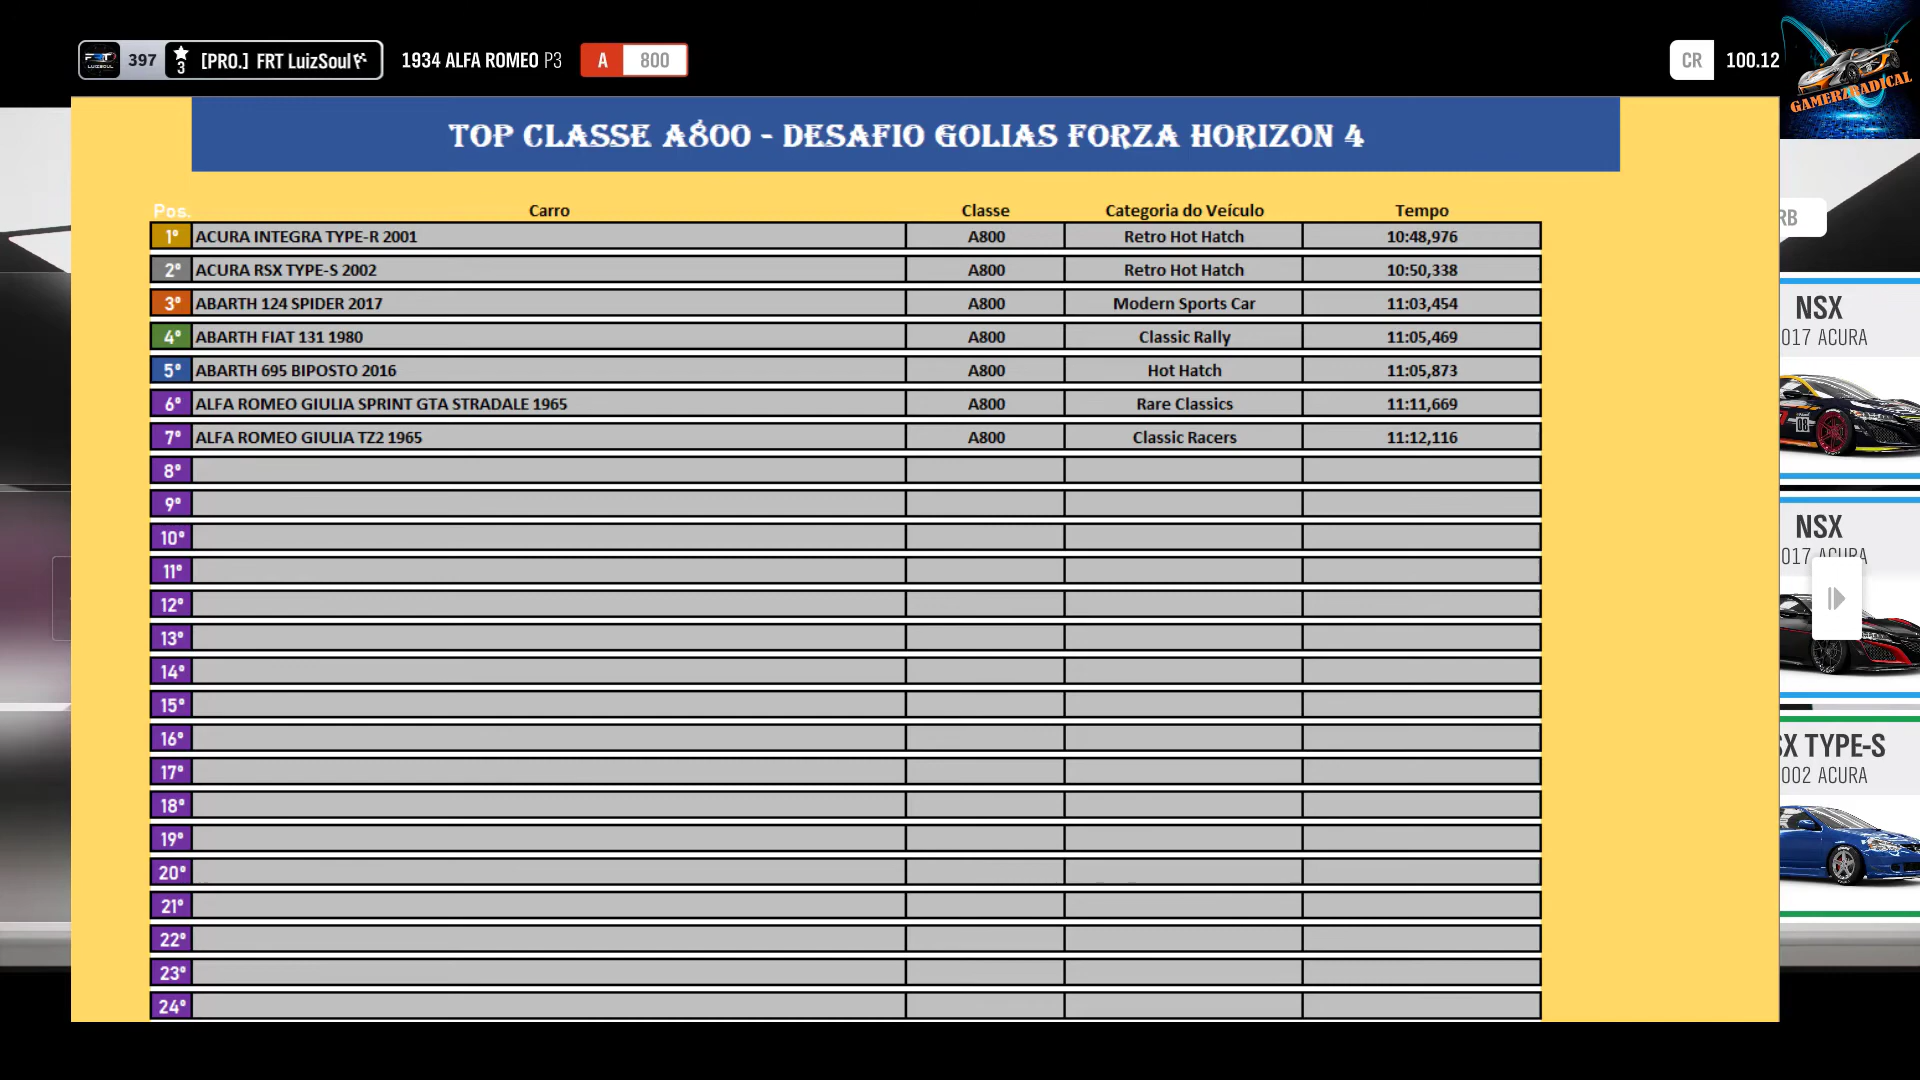 397 3 [PRO.] FRT LuizSoul 1934 ALFA ROMEO P3 A 800 CR 100.12
GAMERZRADICAL
TOP CLASSE A800 - DESAFIO GOLIAS FORZA HORIZON 4
Pos. Carro Classe Categoria do Veículo Tempo
1º ACURA INTEGRA TYPE-R 2001 A800 Retro Hot Hatch 10:48,976
2º ACURA RSX TYPE-S 2002 A800 Retro Hot Hatch 10:50,338
3º ABARTH 124 SPIDER 2017 A800 Modern Sports Car 11:03,454
4º ABARTH FIAT 131 1980 A800 Classic Rally 11:05,469
5º ABARTH 695 BIPOSTO 2016 A800 Hot Hatch 11:05,873
6º ALFA ROMEO GIULIA SPRINT GTA STRADALE 1965 A800 Rare Classics 11:11,669
7º ALFA ROMEO GIULIA TZ2 1965 A800 Classic Racers 11:12,116
8º
9º
10º
11º
12º
13º
14º
15º
16º
17º
18º
19º
20º
21º
22º
23º
24º
RB
NSX
017 ACURA
NSX
017 ACURA
SX TYPE-S
002 ACURA